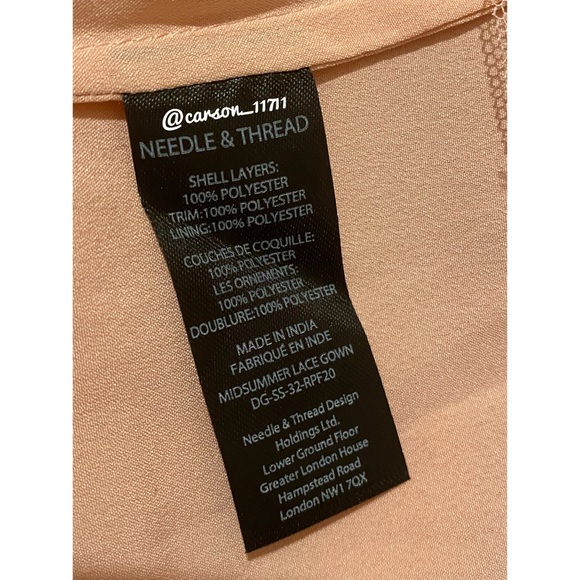 @carson_11711
NEEDLE & THREAD
SHELL LAYERS:
100% POLYESTER
TRIM:100% POLYESTER
LINING:100% POLYESTER
COUCHES DE COQUILLE:
100% POLYESTER
LES ORNEMENTS:
100% POLYESTER
DOUBLURE:100% POLYESTER
MADE IN INDIA
FABRIQUÉ EN INDE
MIDSUMMER LACE GOWN
DG-SS-32-RPF20
Needle & Thread Design
Holdings Ltd.
Lower Ground Floor
Greater London House
Hampstead Road
London NW1 7QX